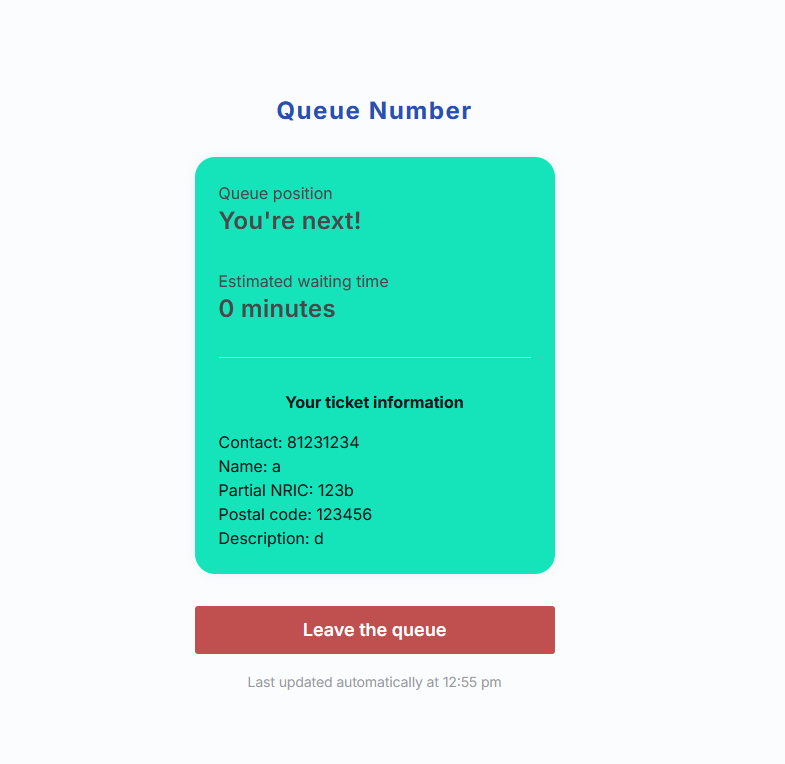 Queue Number
Queue position
You're next!
Estimated waiting time
0 minutes
Your ticket information
Contact: 81231234
Name: a
Partial NRIC: 123b
Postal code: 123456
Description: d
Leave the queue
Last updated automatically at 12:55 pm